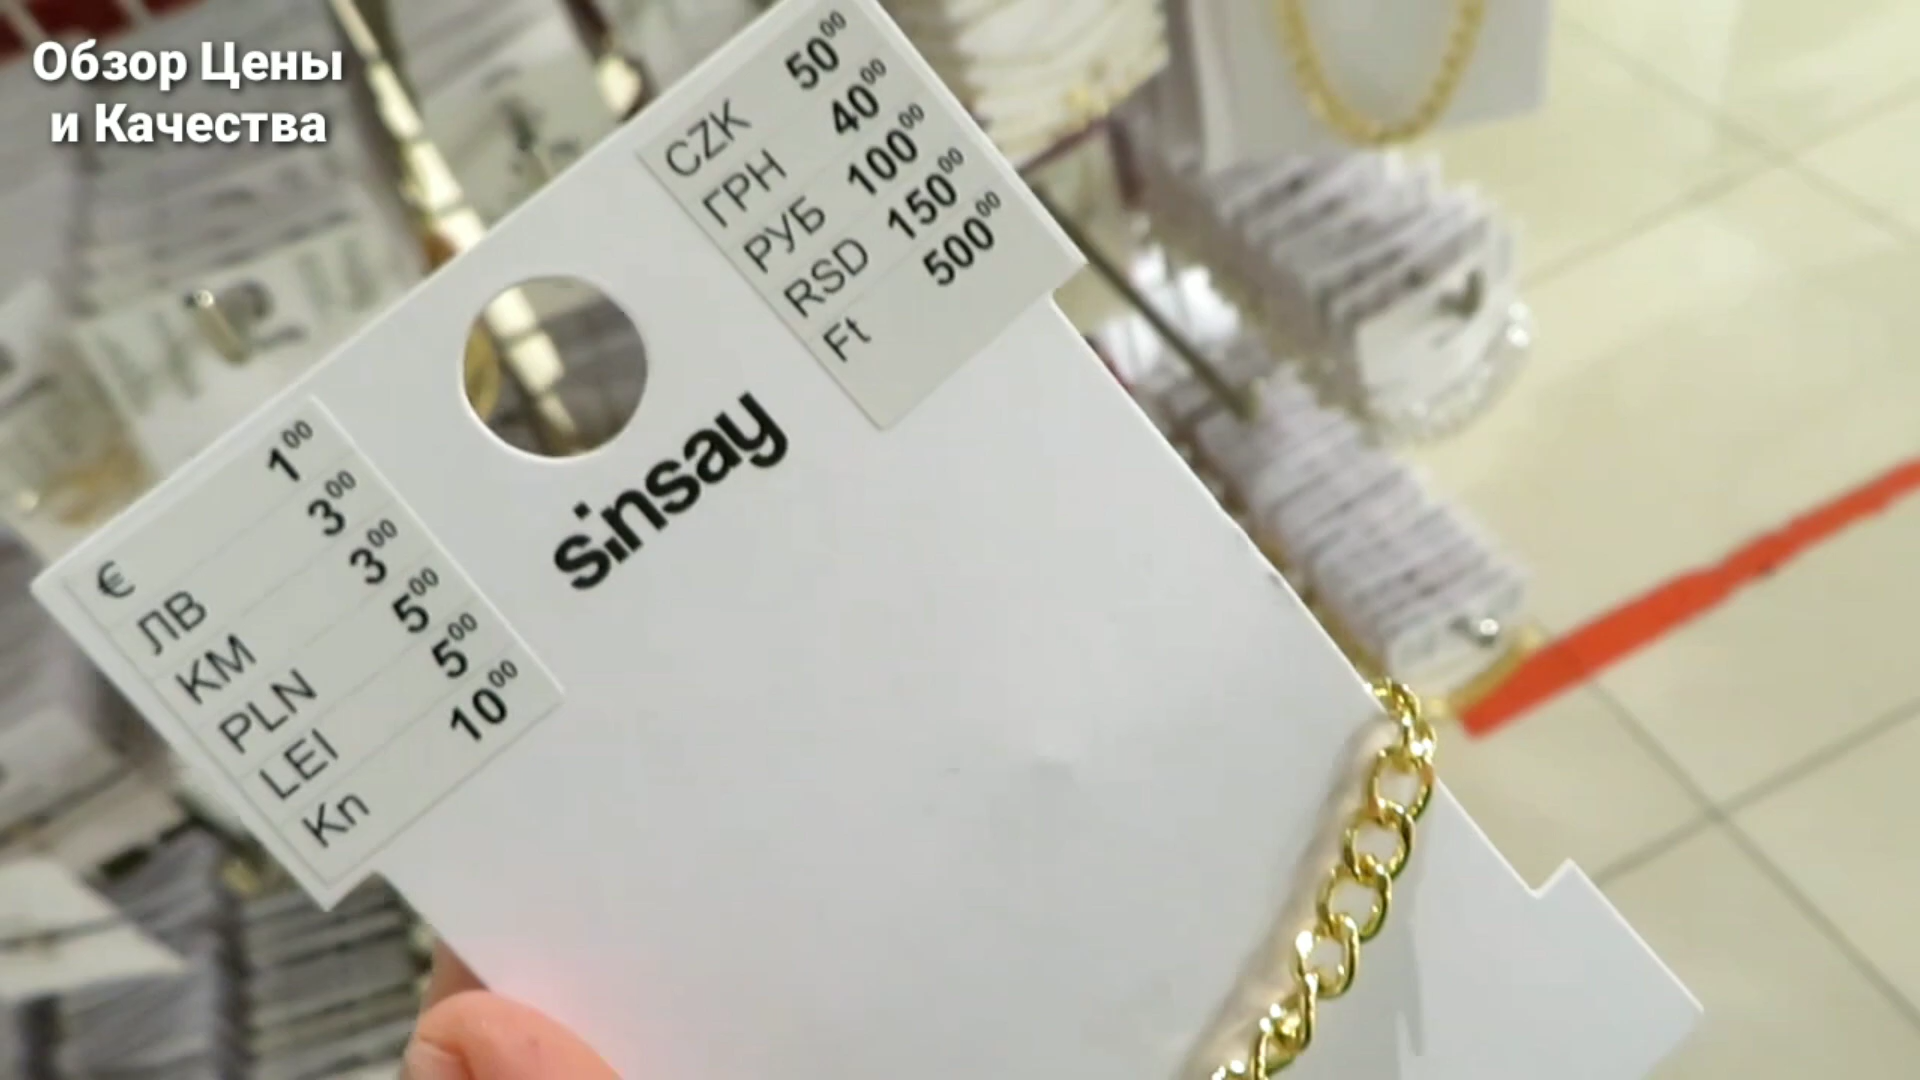 Обзор Цены
и Качества
€ 1⁰⁰
ЛВ 3⁰⁰
KM 3⁰⁰
PLN 5⁰⁰
LEI 5⁰⁰
Kn 10⁰⁰
sinsay
CZK 50⁰⁰
ГРН 40⁰⁰
РУБ 100⁰⁰
RSD 150⁰⁰
Ft 500⁰⁰